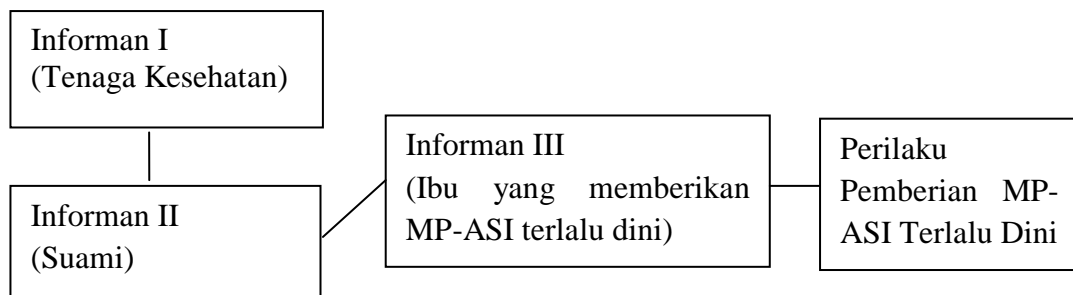 Informan I
(Tenaga Kesehatan)
Informan II
(Suami)
Informan III
(Ibu yang memberikan
MP-ASI terlalu dini)
Perilaku
Pemberian MP-
ASI Terlalu Dini